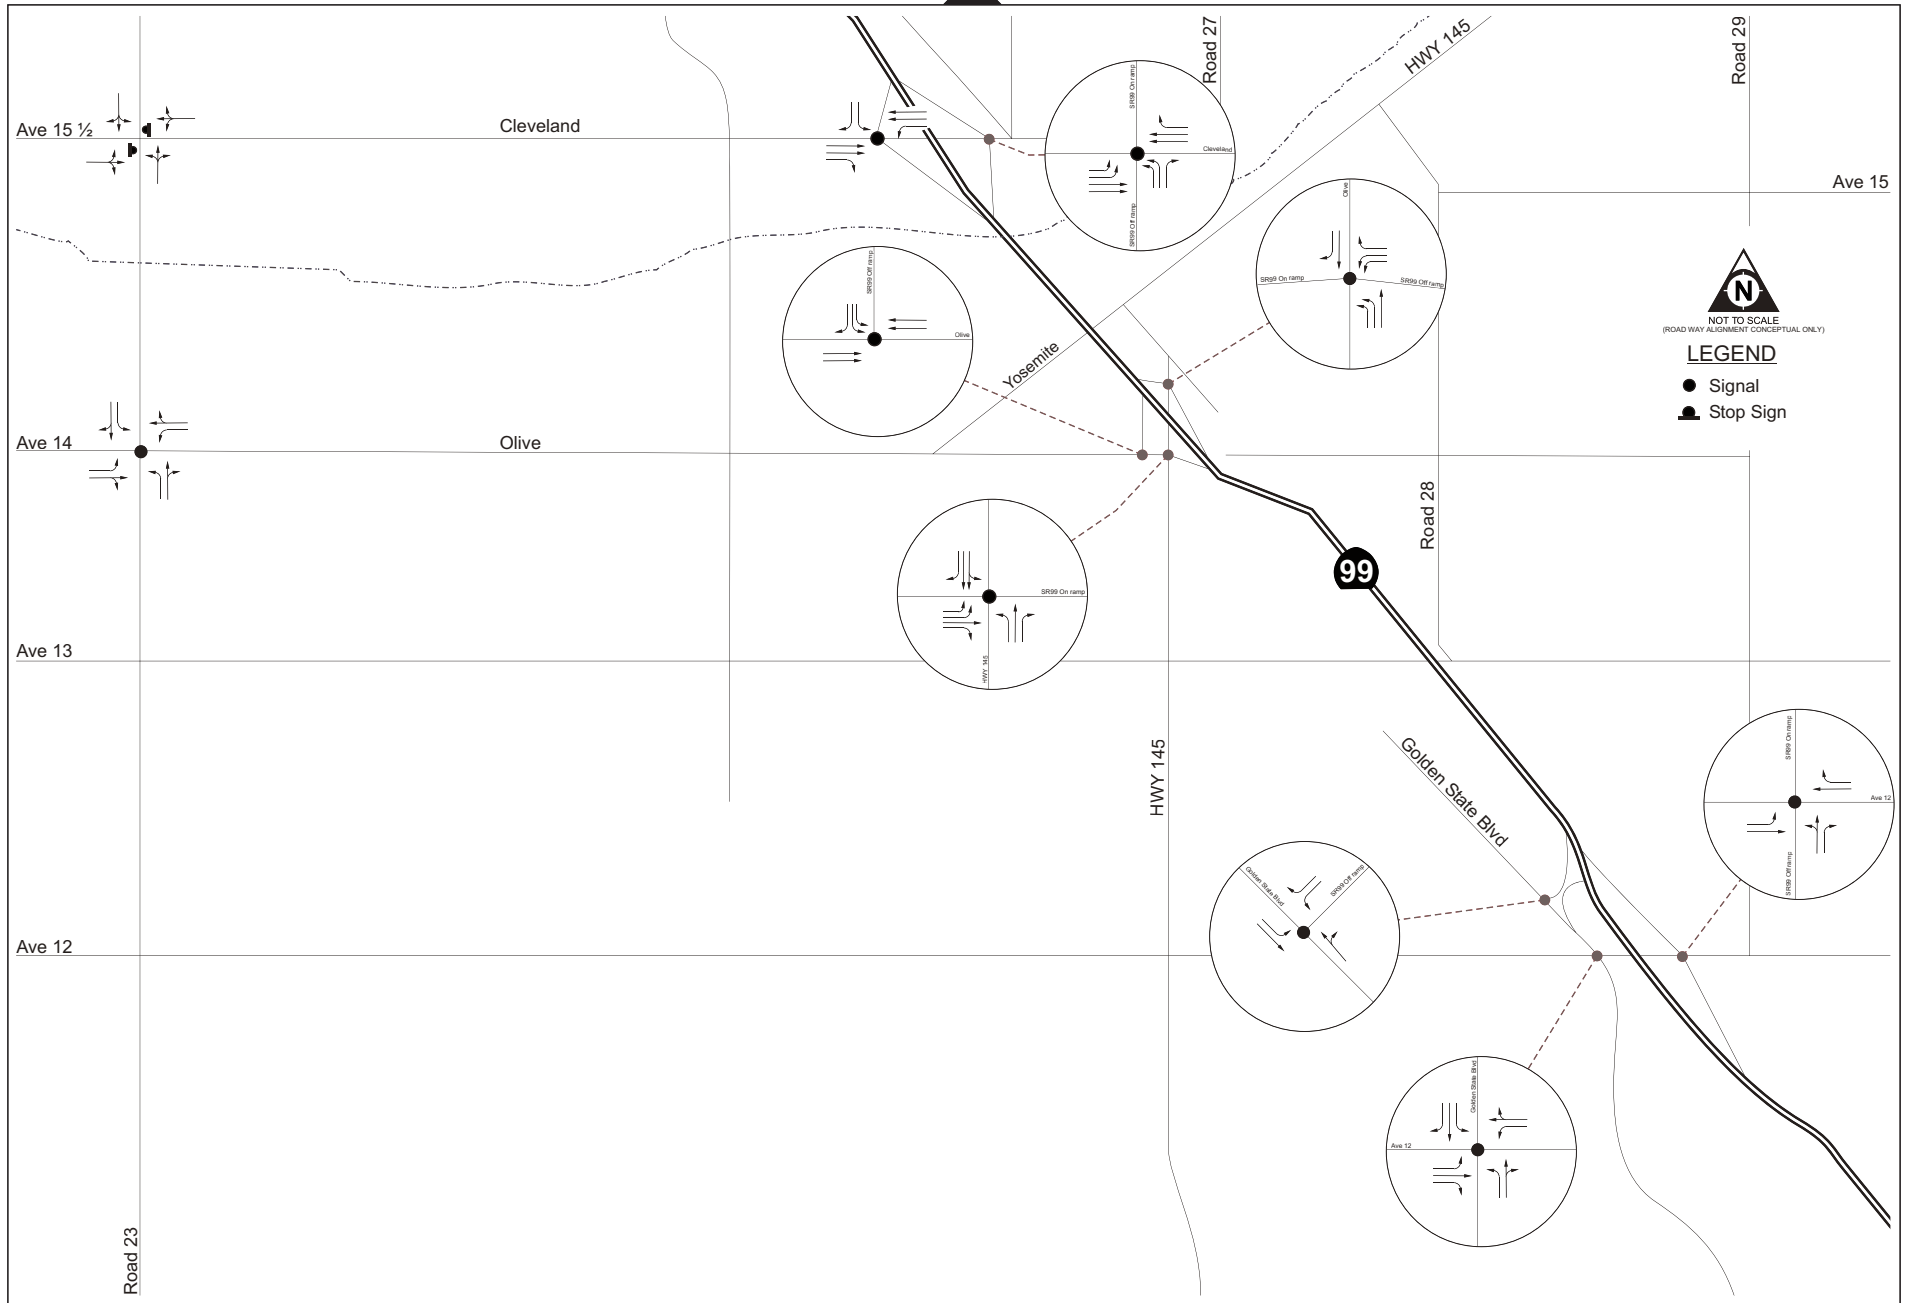 Road 27
HWY 145
Road 29
Ave 15 ½
Cleveland
SR99 On ramp
Cleveland
SR99 Off ramp
Ave 15
Olive
SR99 On ramp
SR99 Off ramp
SR99 Off ramp
Olive
N
NOT TO SCALE
(ROAD WAY ALIGNMENT CONCEPTUAL ONLY)
LEGEND
Signal
Stop Sign
Yosemite
Ave 14
Olive
Road 28
99
SR99 On ramp
HWY 145
Ave 13
HWY 145
Golden State Blvd
SR99 On ramp
Ave 12
SR99 Off ramp
Golden State Blvd
SR99 Off ramp
Ave 12
Golden State Blvd
Ave 12
Road 23